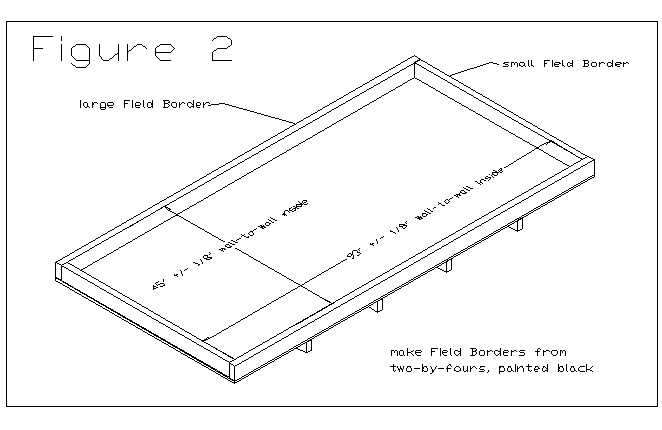 Figure 2
small Field Border
large Field Border
45" +/- 1/8" wall-to-wall inside
93" +/- 1/8" wall-to-wall inside
make Field Borders from
two-by-fours, painted black